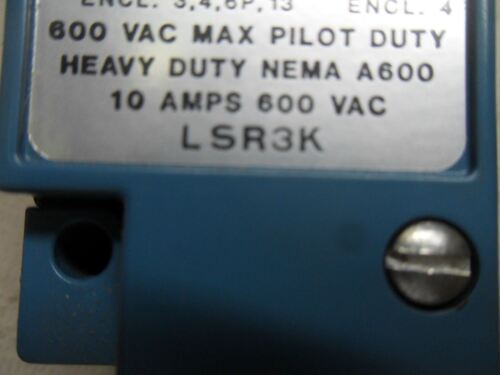 ENCL. 3,4,6P,13 ENCL. 4
600 VAC MAX PILOT DUTY
HEAVY DUTY NEMA A600
10 AMPS 600 VAC
LSR3K